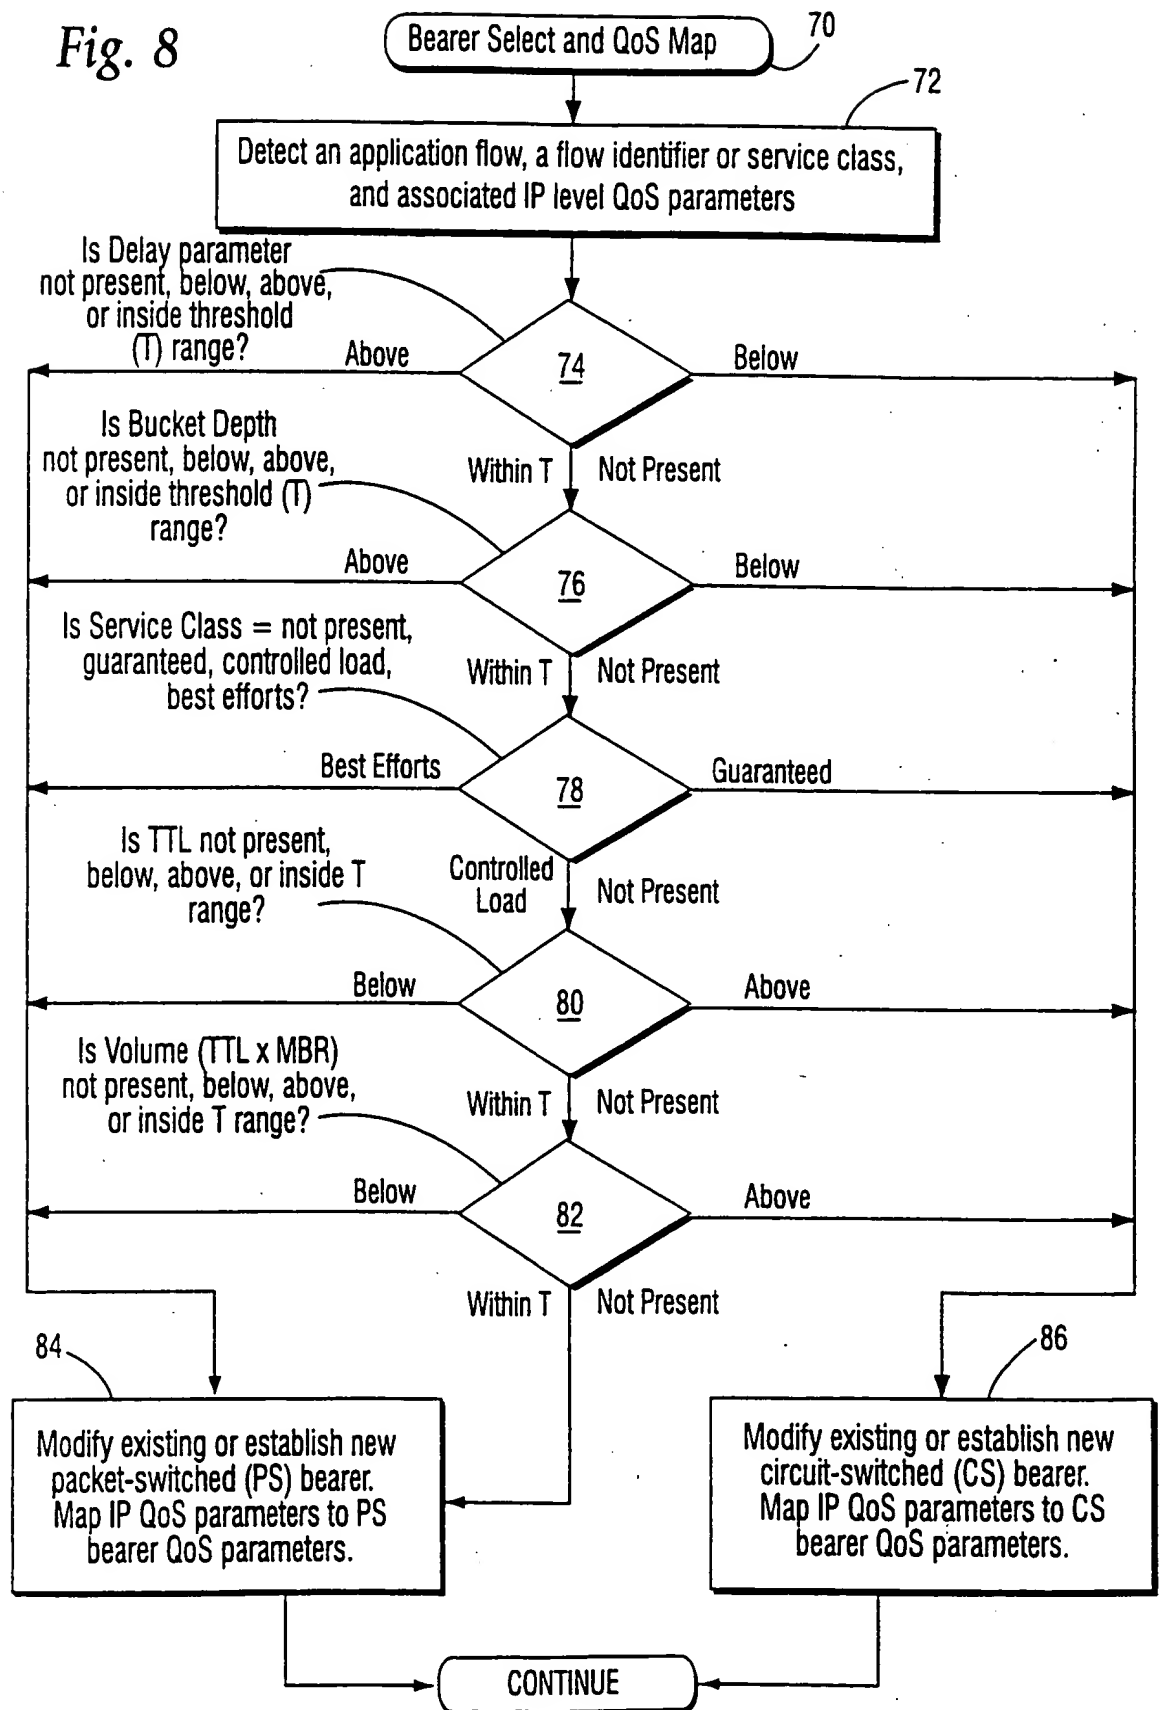 Fig. 8
Bearer Select and QoS Map
70
72
Detect an application flow, a flow identifier or service class,
and associated IP level QoS parameters
Is Delay parameter
not present, below, above,
or inside threshold
(T) range?
Above
74
Below
Within T
Not Present
Is Bucket Depth
not present, below, above,
or inside threshold (T)
range?
Above
76
Below
Within T
Not Present
Is Service Class = not present,
guaranteed, controlled load,
best efforts?
Best Efforts
78
Guaranteed
Controlled
Load
Not Present
Is TTL not present,
below, above, or inside T
range?
Below
80
Above
Within T
Not Present
Is Volume (TTL x MBR)
not present, below, above,
or inside T range?
Below
82
Above
Within T
Not Present
84
Modify existing or establish new
packet-switched (PS) bearer.
Map IP QoS parameters to PS
bearer QoS parameters.
86
Modify existing or establish new
circuit-switched (CS) bearer.
Map IP QoS parameters to CS
bearer QoS parameters.
CONTINUE